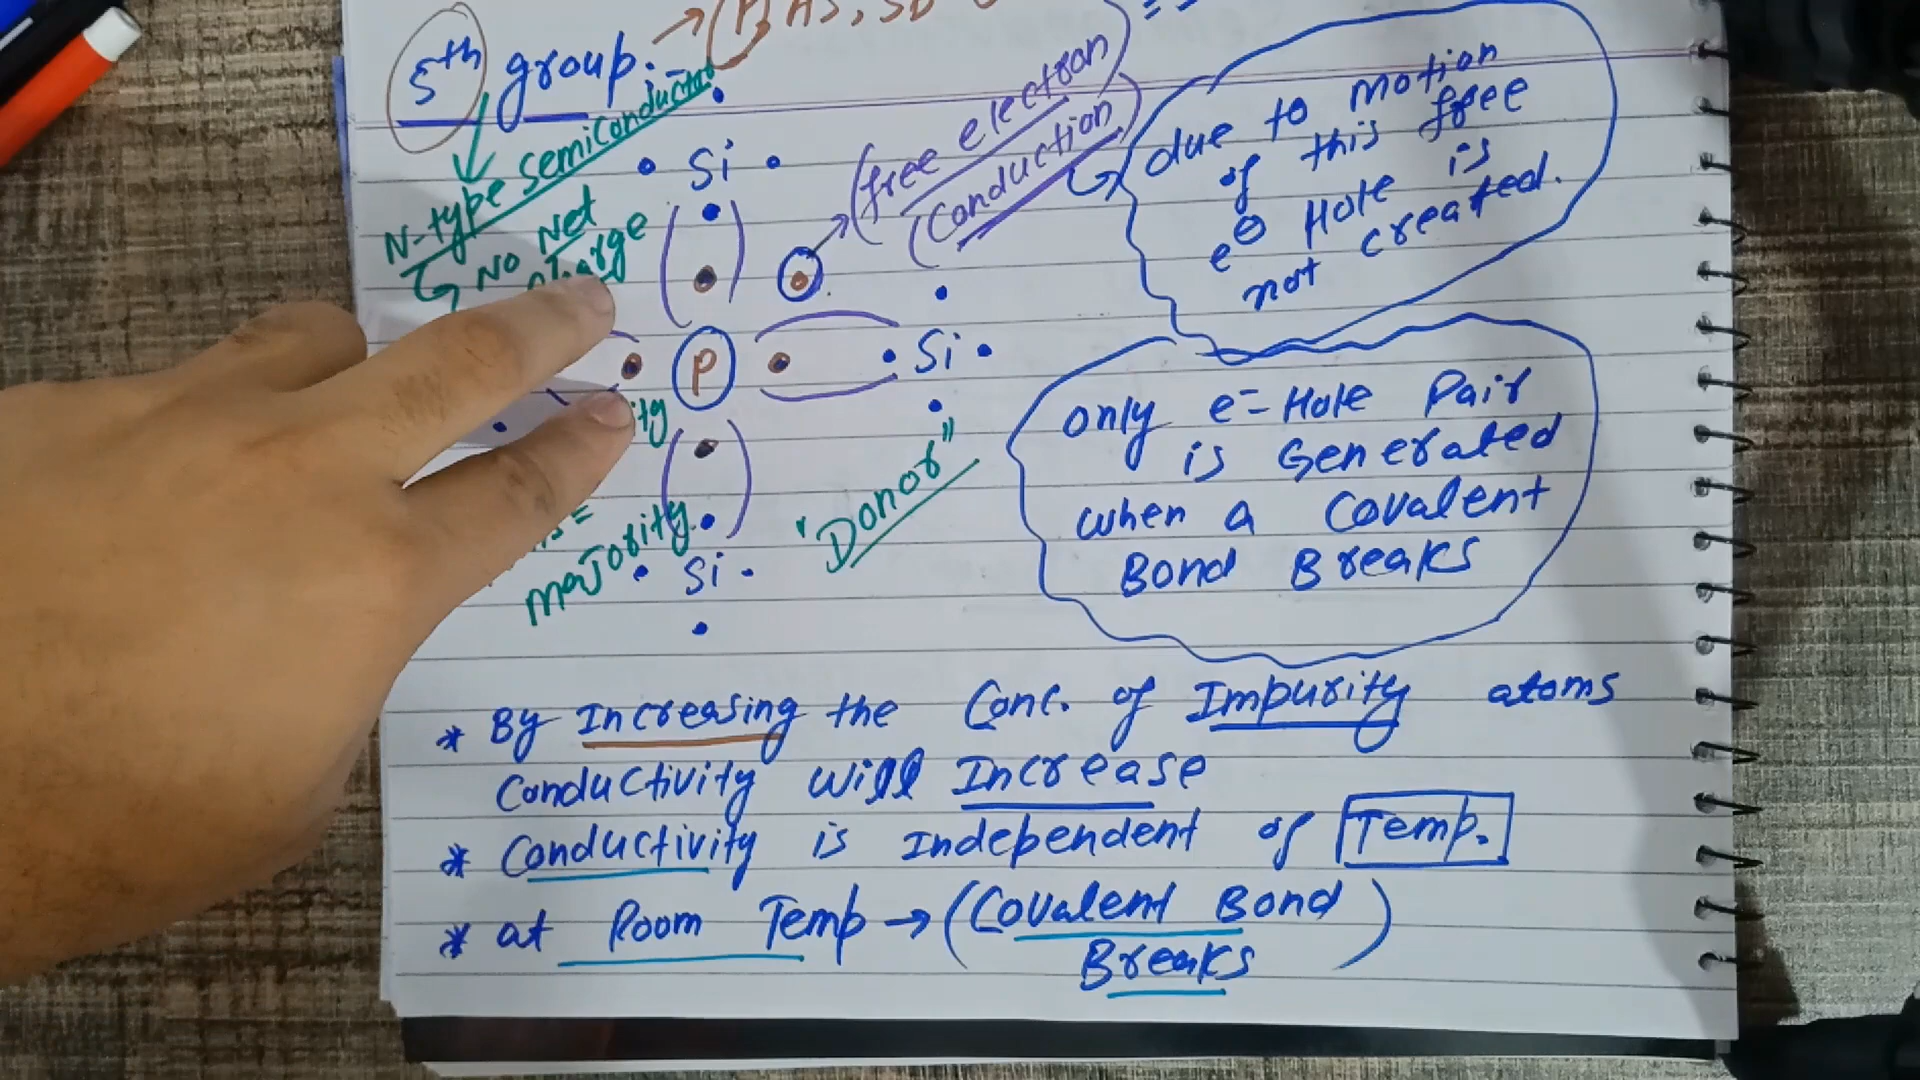 5th group. → (P, As, Sb
N-type semiconductor
No Net
charge
Si
(free electron)
(conduction)
due to motion
of this free
e⊖ Hole is
not created.
P
Si
only e⁻ Hole Pair
is Generated
when a Covalent
Bond Breaks
"Donor"
majority
Si
* By Increasing the Conc. of Impurity atoms
Conductivity will Increase
* Conductivity is Independent of Temp.
* at Room Temp → (Covalent Bond
Breaks)